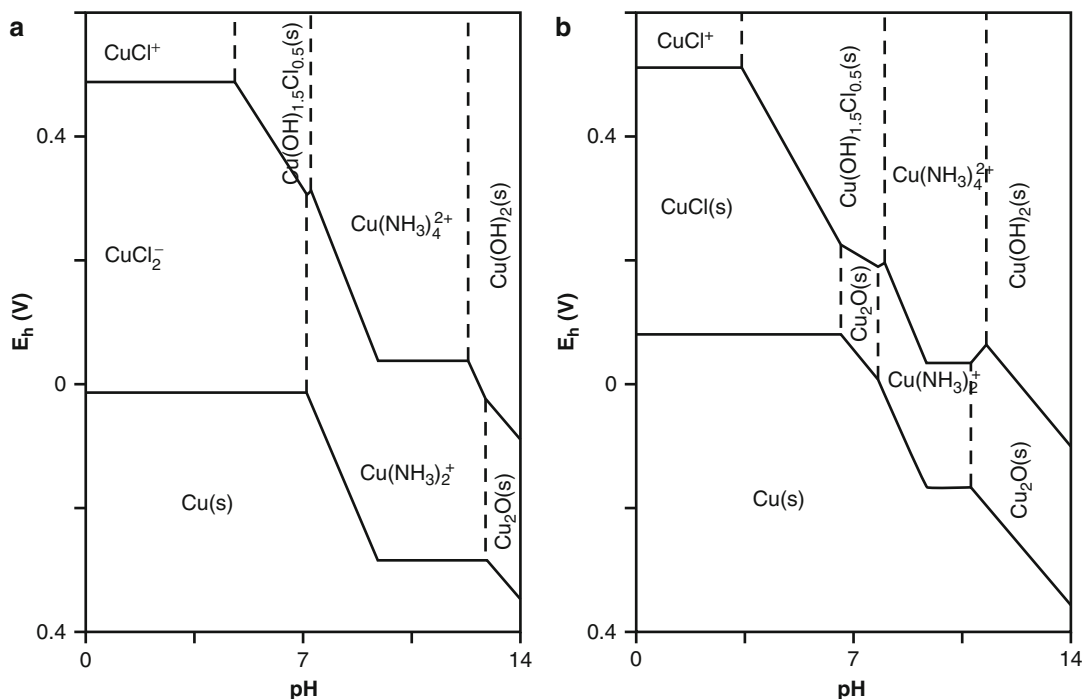 a
CuCl⁺
Cu(OH)₁.₅Cl₀.₅(s)
0.4
CuCl₂⁻
Cu(NH₃)₄²⁺
Cu(OH)₂(s)
Eₕ (V)
0
Cu(NH₃)₂⁺
Cu₂O(s)
Cu(s)
0.4
0
7
14
pH
b
CuCl⁺
Cu(OH)₁.₅Cl₀.₅(s)
0.4
Cu(NH₃)₄²⁺
CuCl(s)
Cu(OH)₂(s)
Cu₂O(s)
Eₕ (V)
0
Cu(NH₃)₂⁺
Cu₂O(s)
Cu(s)
0.4
0
7
14
pH